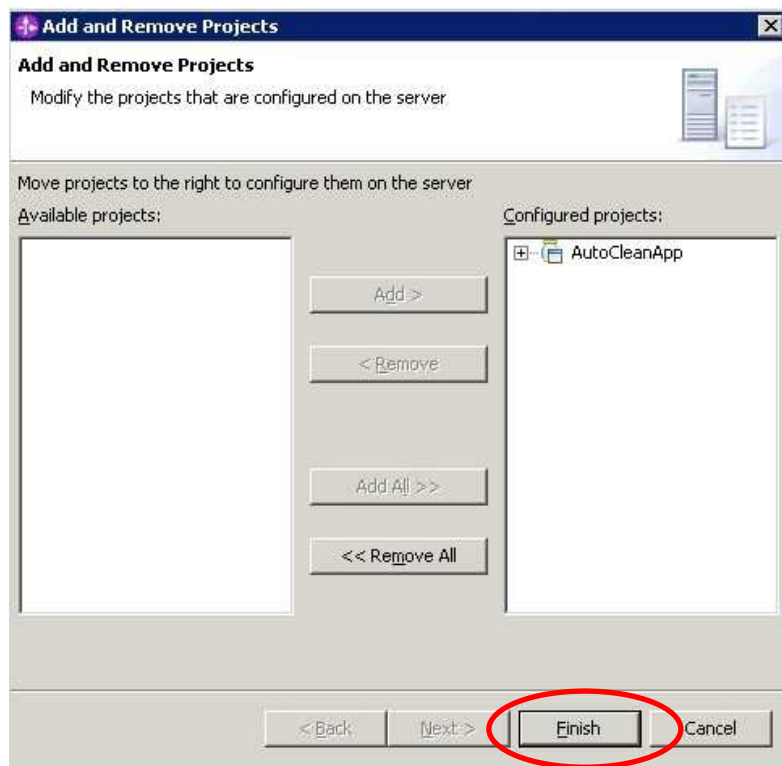 Add and Remove Projects
Add and Remove Projects
Modify the projects that are configured on the server
Move projects to the right to configure them on the server
Available projects:
Configured projects:
AutoCleanApp
Add >
< Remove
Add All >>
<< Remove All
< Back
Next >
Finish
Cancel